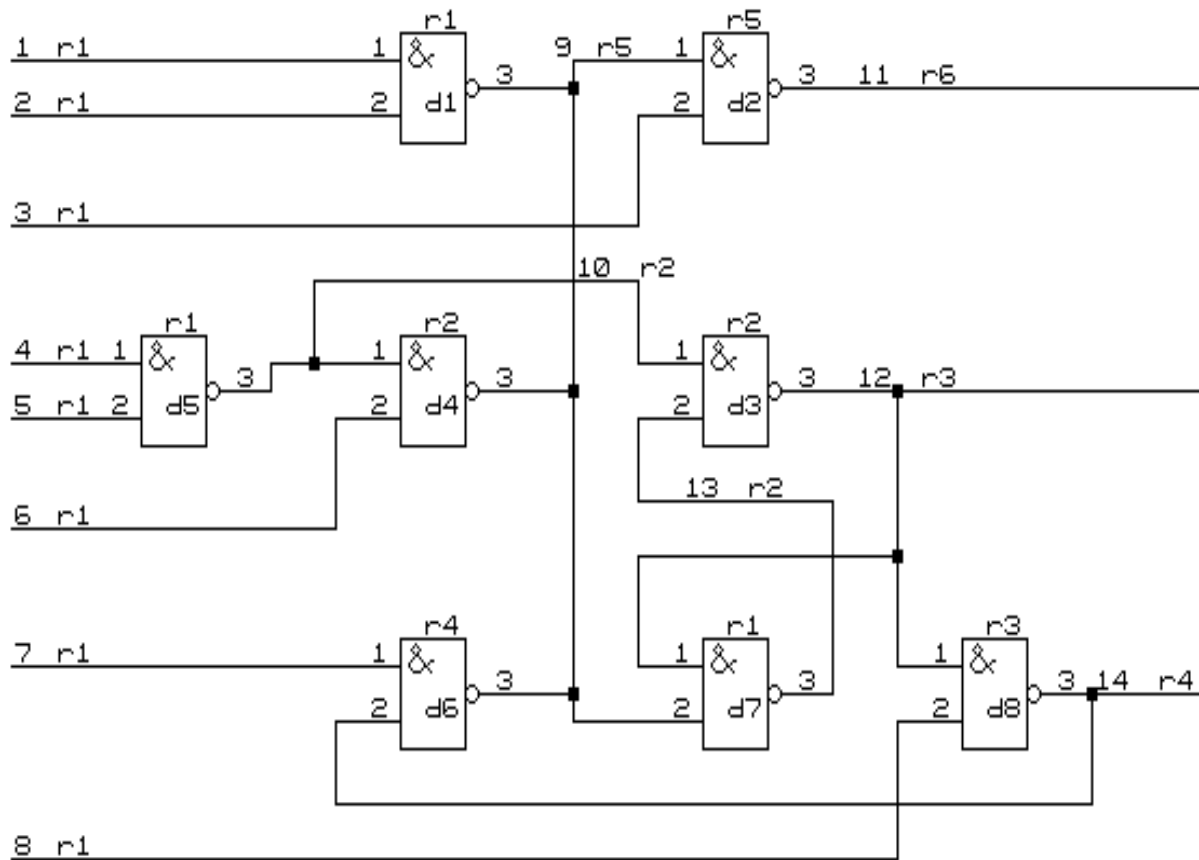 r1 r5
1 r1 1 & 3 9 r5 1 & 3 11 r6
2 r1 2 d1 2 d2
3 r1
10 r2
r1 r2 r2
4 r1 1 & 3 1 & 3 1 & 3 12 r3
5 r1 2 d5 2 d4 2 d3
13 r2
6 r1
r4 r1 r3
7 r1 1 & 3 1 & 3 1 & 3 14 r4
2 d6 2 d7 2 d8
8 r1